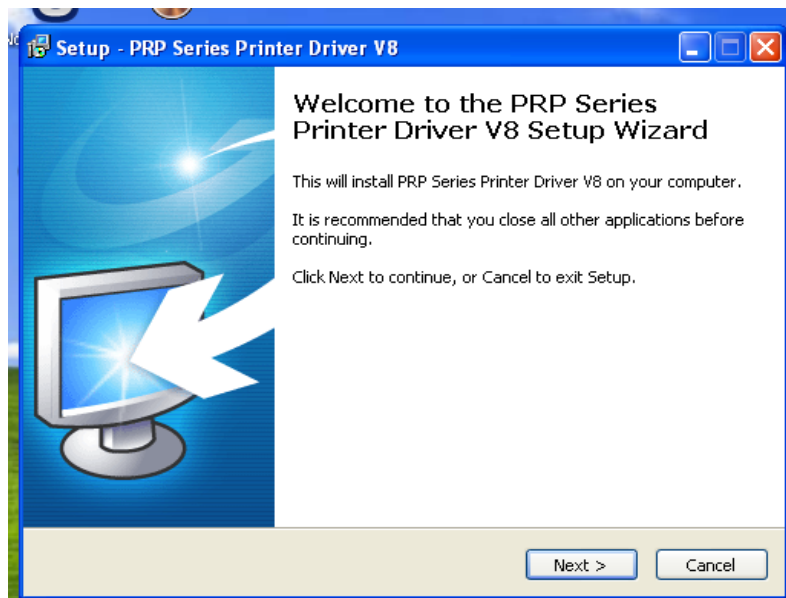 Setup - PRP Series Printer Driver V8
Welcome to the PRP Series
Printer Driver V8 Setup Wizard
This will install PRP Series Printer Driver V8 on your computer.
It is recommended that you close all other applications before
continuing.
Click Next to continue, or Cancel to exit Setup.
Next >
Cancel